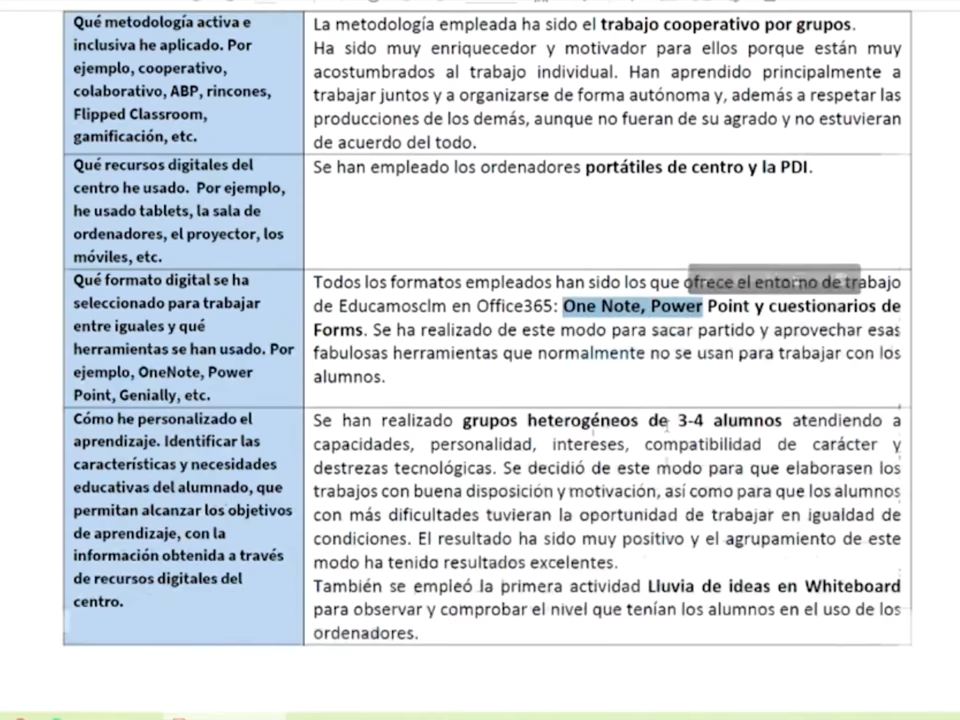 Qué metodología activa e
inclusiva he aplicado. Por
ejemplo, cooperativo,
colaborativo, ABP, rincones,
Flipped Classroom,
gamificación, etc.
La metodología empleada ha sido el trabajo cooperativo por grupos.
Ha sido muy enriquecedor y motivador para ellos porque están muy
acostumbrados al trabajo individual. Han aprendido principalmente a
trabajar juntos y a organizarse de forma autónoma y, además a respetar las
producciones de los demás, aunque no fueran de su agrado y no estuvieran
de acuerdo del todo.
Qué recursos digitales del
centro he usado. Por ejemplo,
he usado tablets, la sala de
ordenadores, el proyector, los
móviles, etc.
Se han empleado los ordenadores portátiles de centro y la PDI.
Qué formato digital se ha
seleccionado para trabajar
entre iguales y qué
herramientas se han usado. Por
ejemplo, OneNote, Power
Point, Genially, etc.
Todos los formatos empleados han sido los que ofrece el entorno de trabajo
de Educamosclm en Office365: One Note, Power Point y cuestionarios de
Forms. Se ha realizado de este modo para sacar partido y aprovechar esas
fabulosas herramientas que normalmente no se usan para trabajar con los
alumnos.
Cómo he personalizado el
aprendizaje. Identificar las
características y necesidades
educativas del alumnado, que
permitan alcanzar los objetivos
de aprendizaje, con la
información obtenida a través
de recursos digitales del
centro.
Se han realizado grupos heterogéneos de 3-4 alumnos atendiendo a
capacidades, personalidad, intereses, compatibilidad de carácter y
destrezas tecnológicas. Se decidió de este modo para que elaborasen los
trabajos con buena disposición y motivación, así como para que los alumnos
con más dificultades tuvieran la oportunidad de trabajar en igualdad de
condiciones. El resultado ha sido muy positivo y el agrupamiento de este
modo ha tenido resultados excelentes.
También se empleó la primera actividad Lluvia de ideas en Whiteboard
para observar y comprobar el nivel que tenían los alumnos en el uso de los
ordenadores.